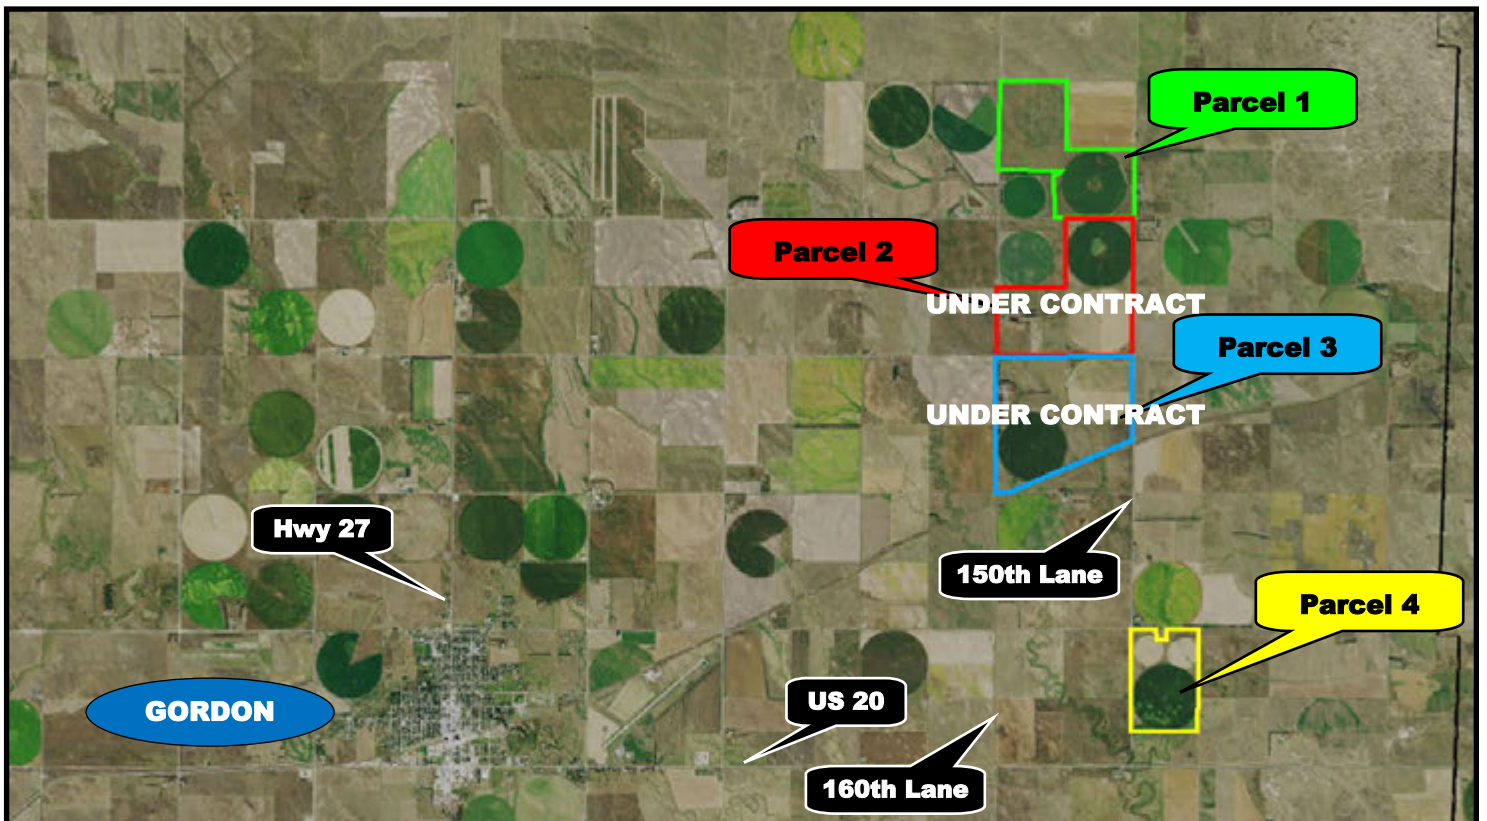 Parcel 1
Parcel 2
UNDER CONTRACT
Parcel 3
UNDER CONTRACT
Hwy 27
150th Lane
Parcel 4
GORDON
US 20
160th Lane